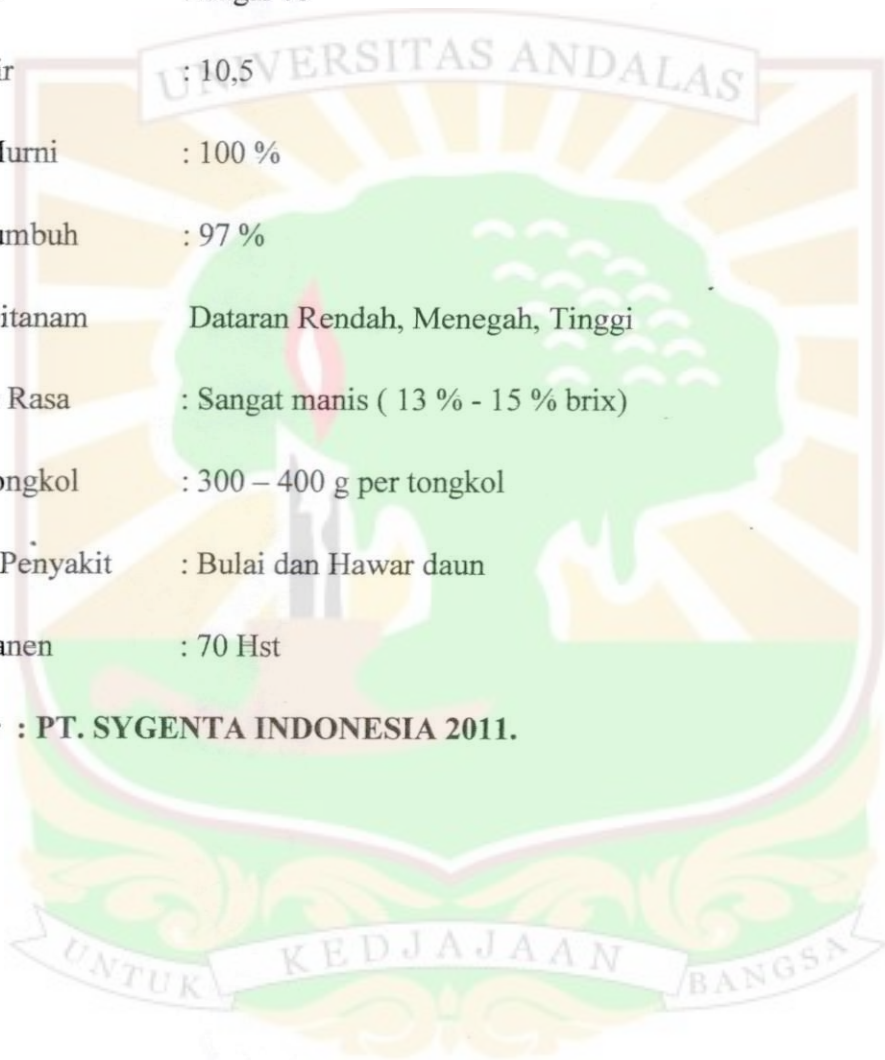 UNIVERSITAS ANDALAS
ir : 10,5
: 100 %
umbuh : 97 %
itanam Dataran Rendah, Menegah, Tinggi
Rasa : Sangat manis ( 13 % - 15 % brix)
ongkol : 300 – 400 g per tongkol
Penyakit : Bulai dan Hawar daun
anen : 70 Hst
: PT. SYGENTA INDONESIA 2011.
UNTUK KEDJAJAAN BANGSA